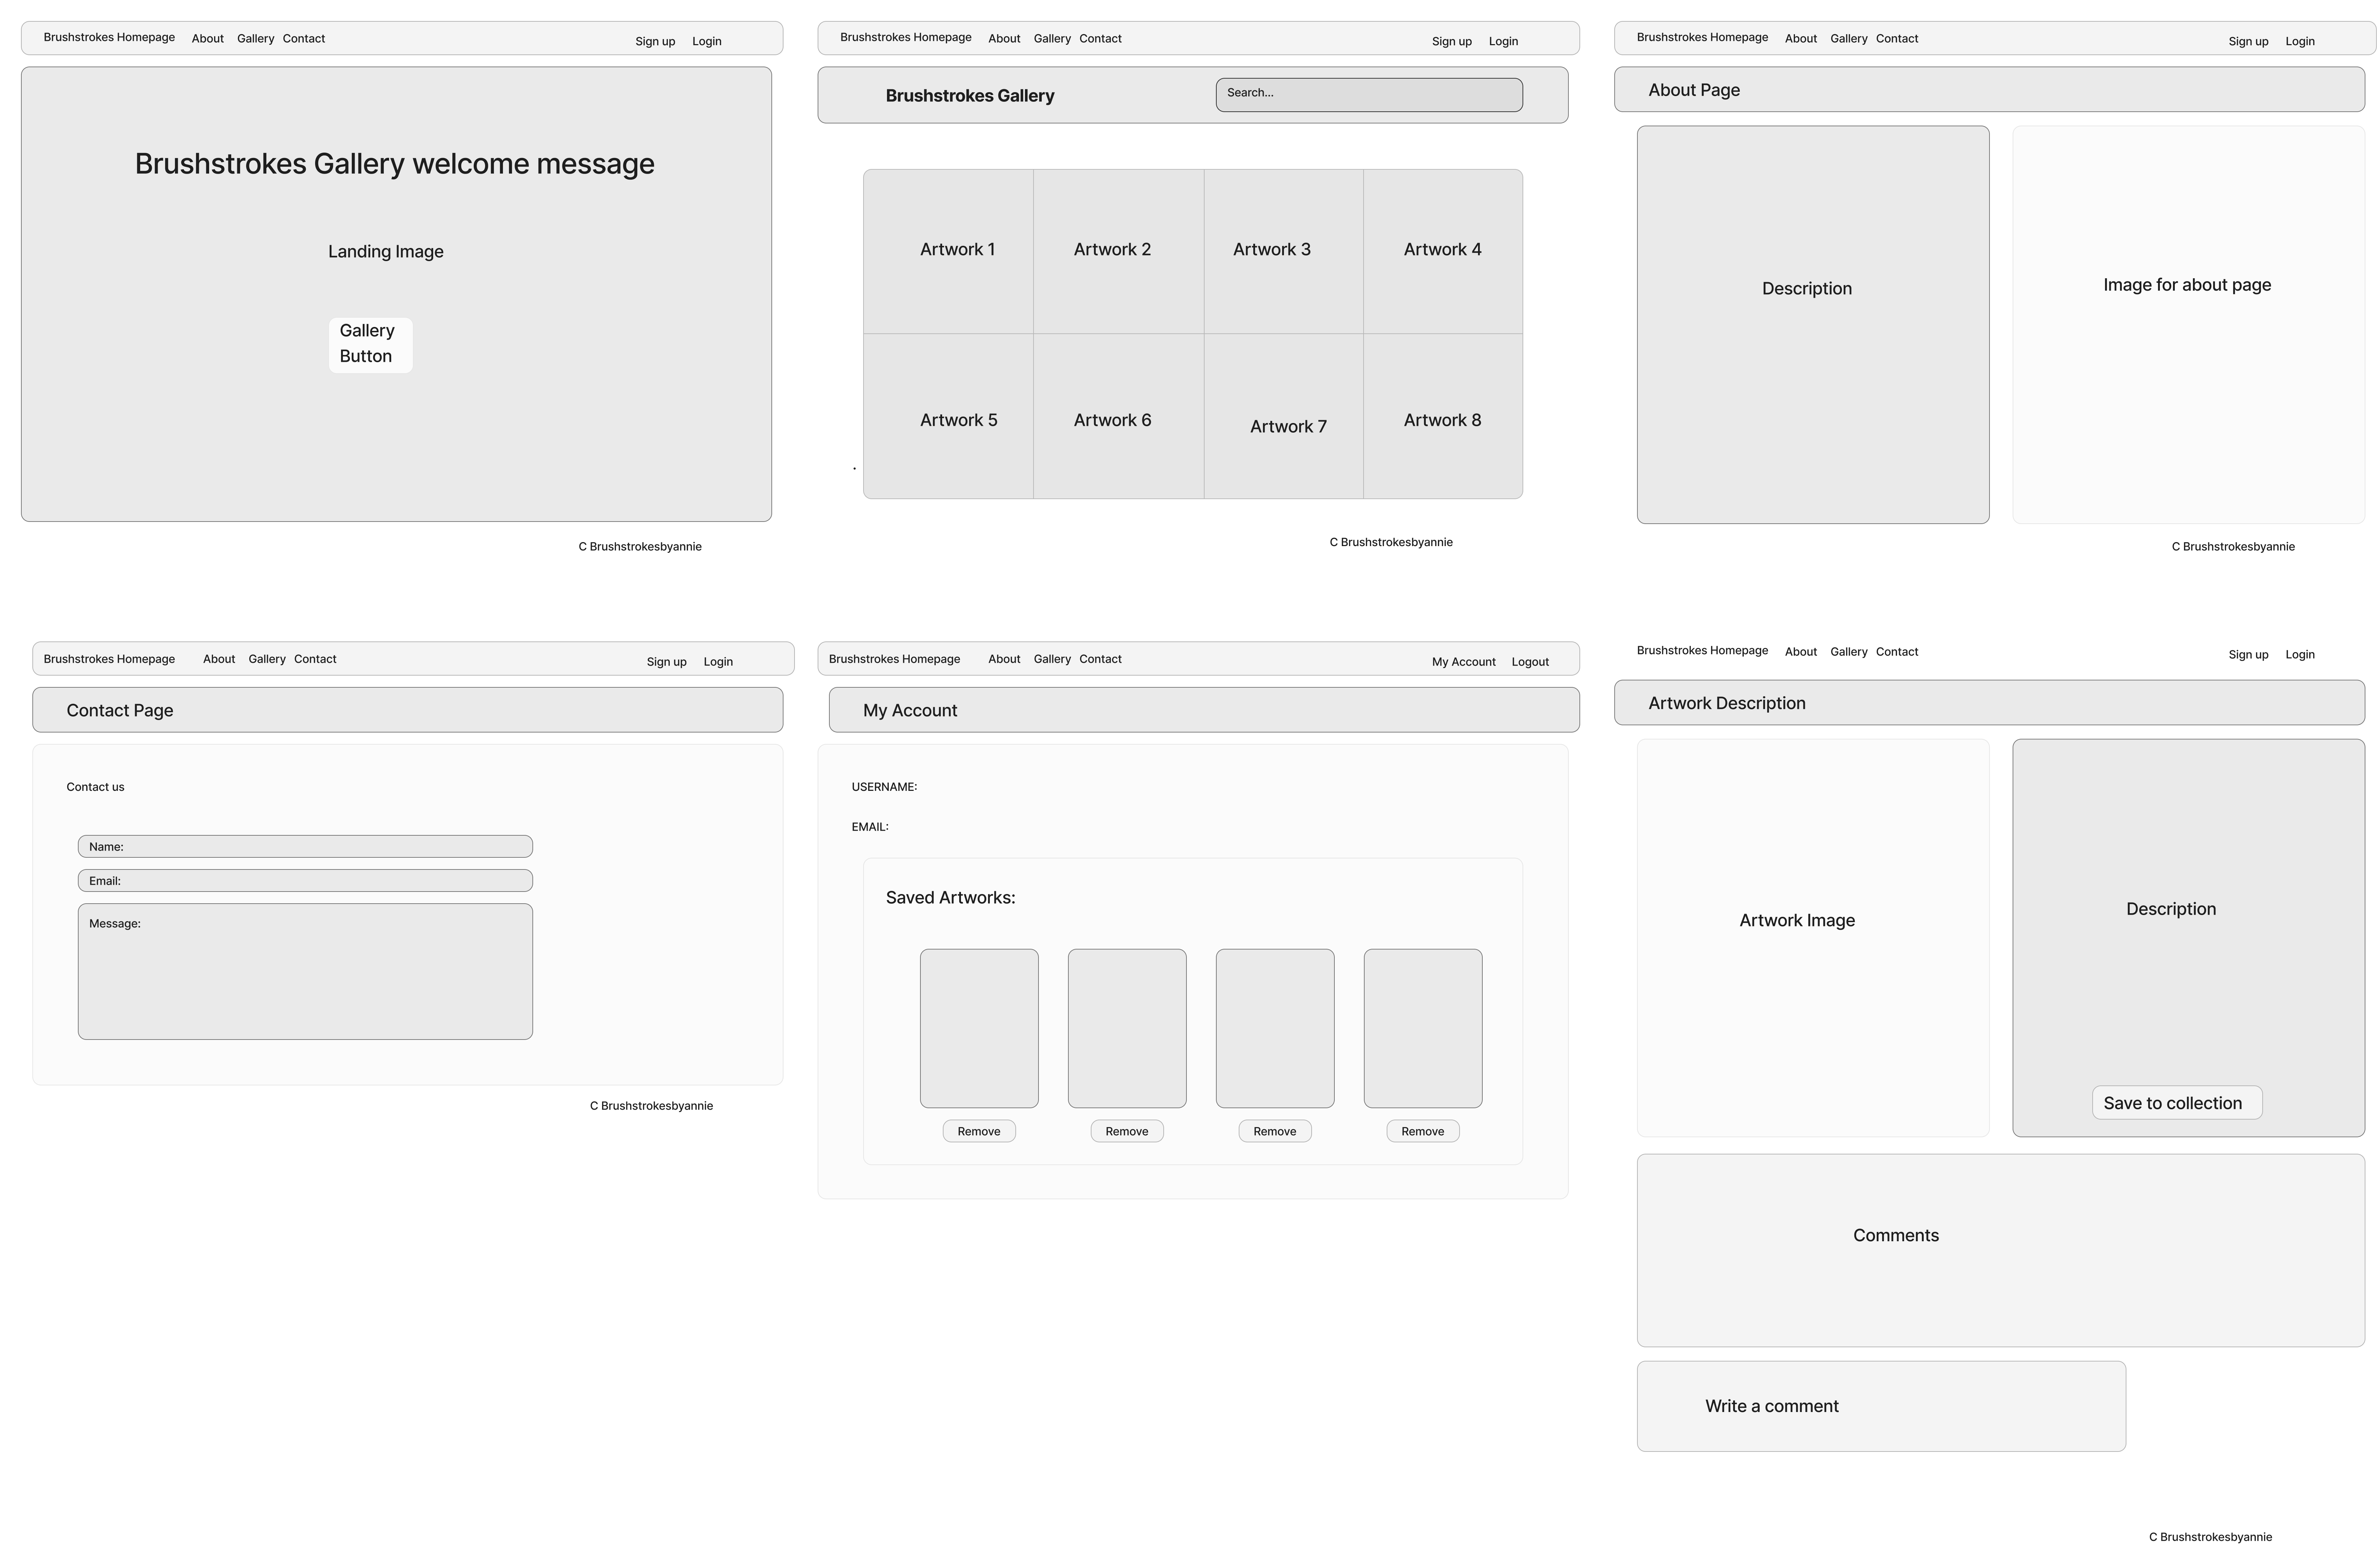 Brushstrokes Homepage About Gallery Contact Sign up Login
Brushstrokes Gallery welcome message
Landing Image
Gallery
Button
C Brushstrokesbyannie
Brushstrokes Homepage About Gallery Contact Sign up Login
Brushstrokes Gallery Search...
Artwork 1 Artwork 2 Artwork 3 Artwork 4
Artwork 5 Artwork 6 Artwork 7 Artwork 8
C Brushstrokesbyannie
Brushstrokes Homepage About Gallery Contact Sign up Login
About Page
Description Image for about page
C Brushstrokesbyannie
Brushstrokes Homepage About Gallery Contact Sign up Login
Contact Page
Contact us
Name:
Email:
Message:
C Brushstrokesbyannie
Brushstrokes Homepage About Gallery Contact My Account Logout
My Account
USERNAME:
EMAIL:
Saved Artworks:
Remove Remove Remove Remove
Brushstrokes Homepage About Gallery Contact Sign up Login
Artwork Description
Artwork Image Description
Save to collection
Comments
Write a comment
C Brushstrokesbyannie